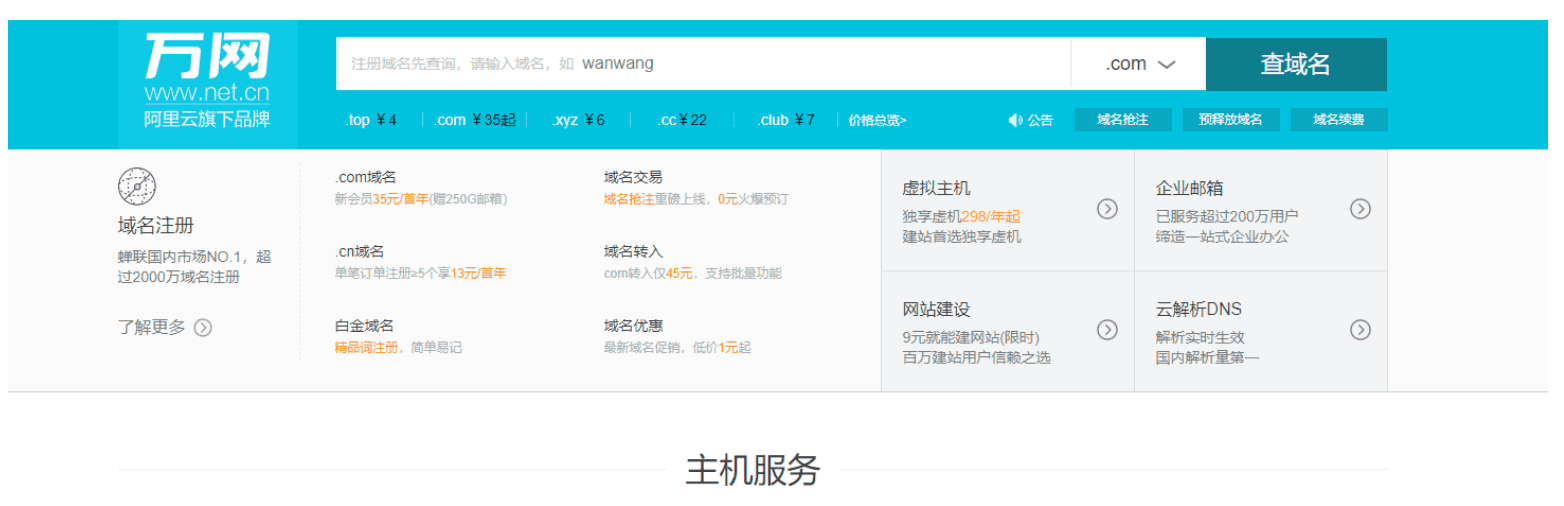 万网
www.net.cn
阿里云旗下品牌
注册域名先查询，请输入域名，如 wanwang
.com
查域名
.top ¥4
.com ¥35起
.xyz ¥6
.cc¥22
.club ¥7
价格总览>
公告
域名抢注
预释放域名
域名续费
域名注册
蝉联国内市场NO.1，超
过2000万域名注册
了解更多
.com域名
新会员35元/首年(赠250G邮箱)
.cn域名
单笔订单注册≥5个享13元/首年
白金域名
精品词注册，简单易记
域名交易
域名抢注重磅上线，0元火爆预订
域名转入
com转入仅45元，支持批量功能
域名优惠
最新域名促销，低价1元起
虚拟主机
独享虚机298/年起
建站首选独享虚机
企业邮箱
已服务超过200万用户
缔造一站式企业办公
网站建设
9元就能建网站(限时)
百万建站用户信赖之选
云解析DNS
解析实时生效
国内解析量第一
主机服务